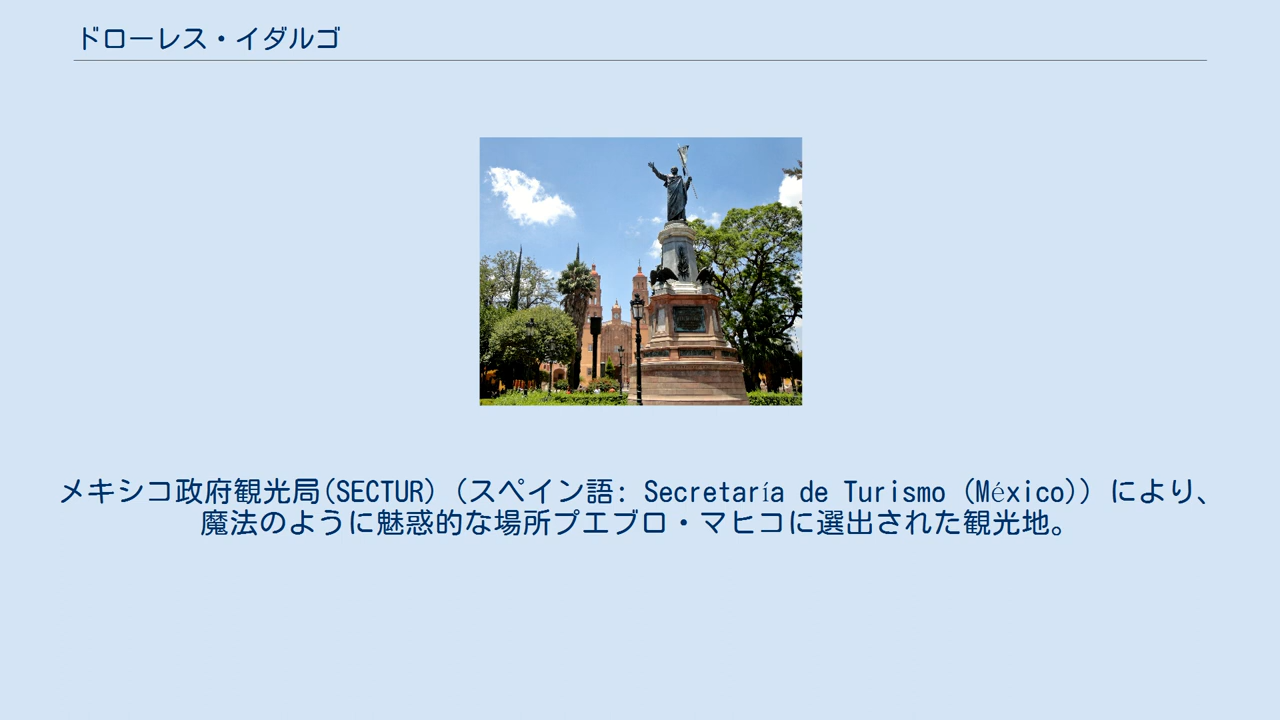 ドローレス・イダルゴ
メキシコ政府観光局(SECTUR) (スペイン語: Secretaría de Turismo (México)) により、
魔法のように魅惑的な場所プエブロ・マヒコに選出された観光地。